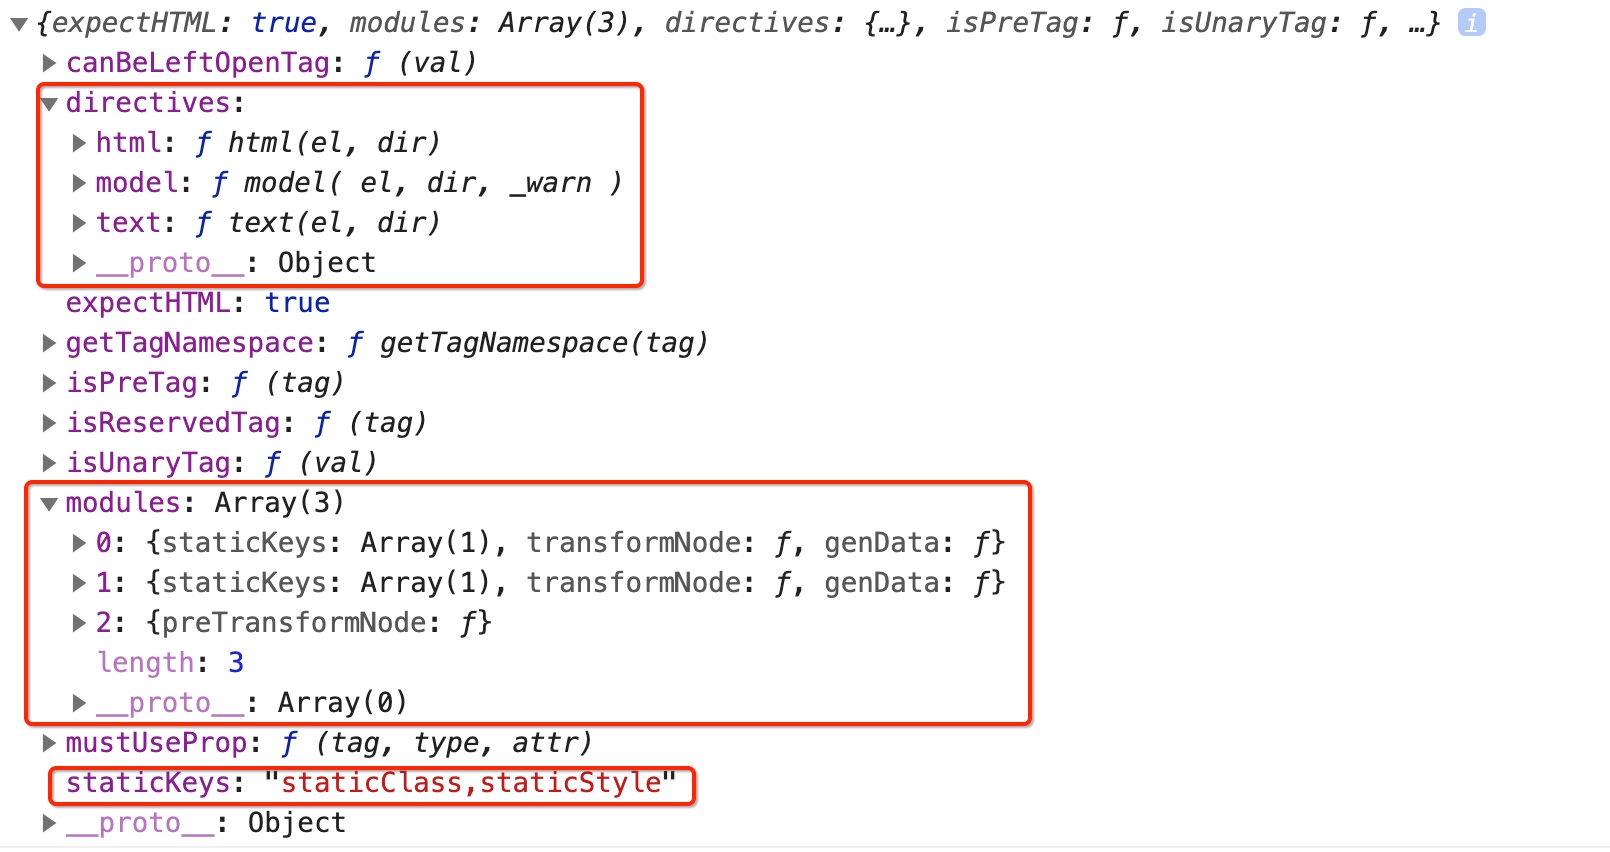 ▼{expectHTML: true, modules: Array(3), directives: {…}, isPreTag: ƒ, isUnaryTag: ƒ, …} i
▶canBeLeftOpenTag: ƒ (val)
▼directives:
▶html: ƒ html(el, dir)
▶model: ƒ model( el, dir, _warn )
▶text: ƒ text(el, dir)
▶__proto__: Object
expectHTML: true
▶getTagNamespace: ƒ getTagNamespace(tag)
▶isPreTag: ƒ (tag)
▶isReservedTag: ƒ (tag)
▶isUnaryTag: ƒ (val)
▼modules: Array(3)
▶0: {staticKeys: Array(1), transformNode: ƒ, genData: ƒ}
▶1: {staticKeys: Array(1), transformNode: ƒ, genData: ƒ}
▶2: {preTransformNode: ƒ}
length: 3
▶__proto__: Array(0)
▶mustUseProp: ƒ (tag, type, attr)
staticKeys: "staticClass,staticStyle"
▶__proto__: Object